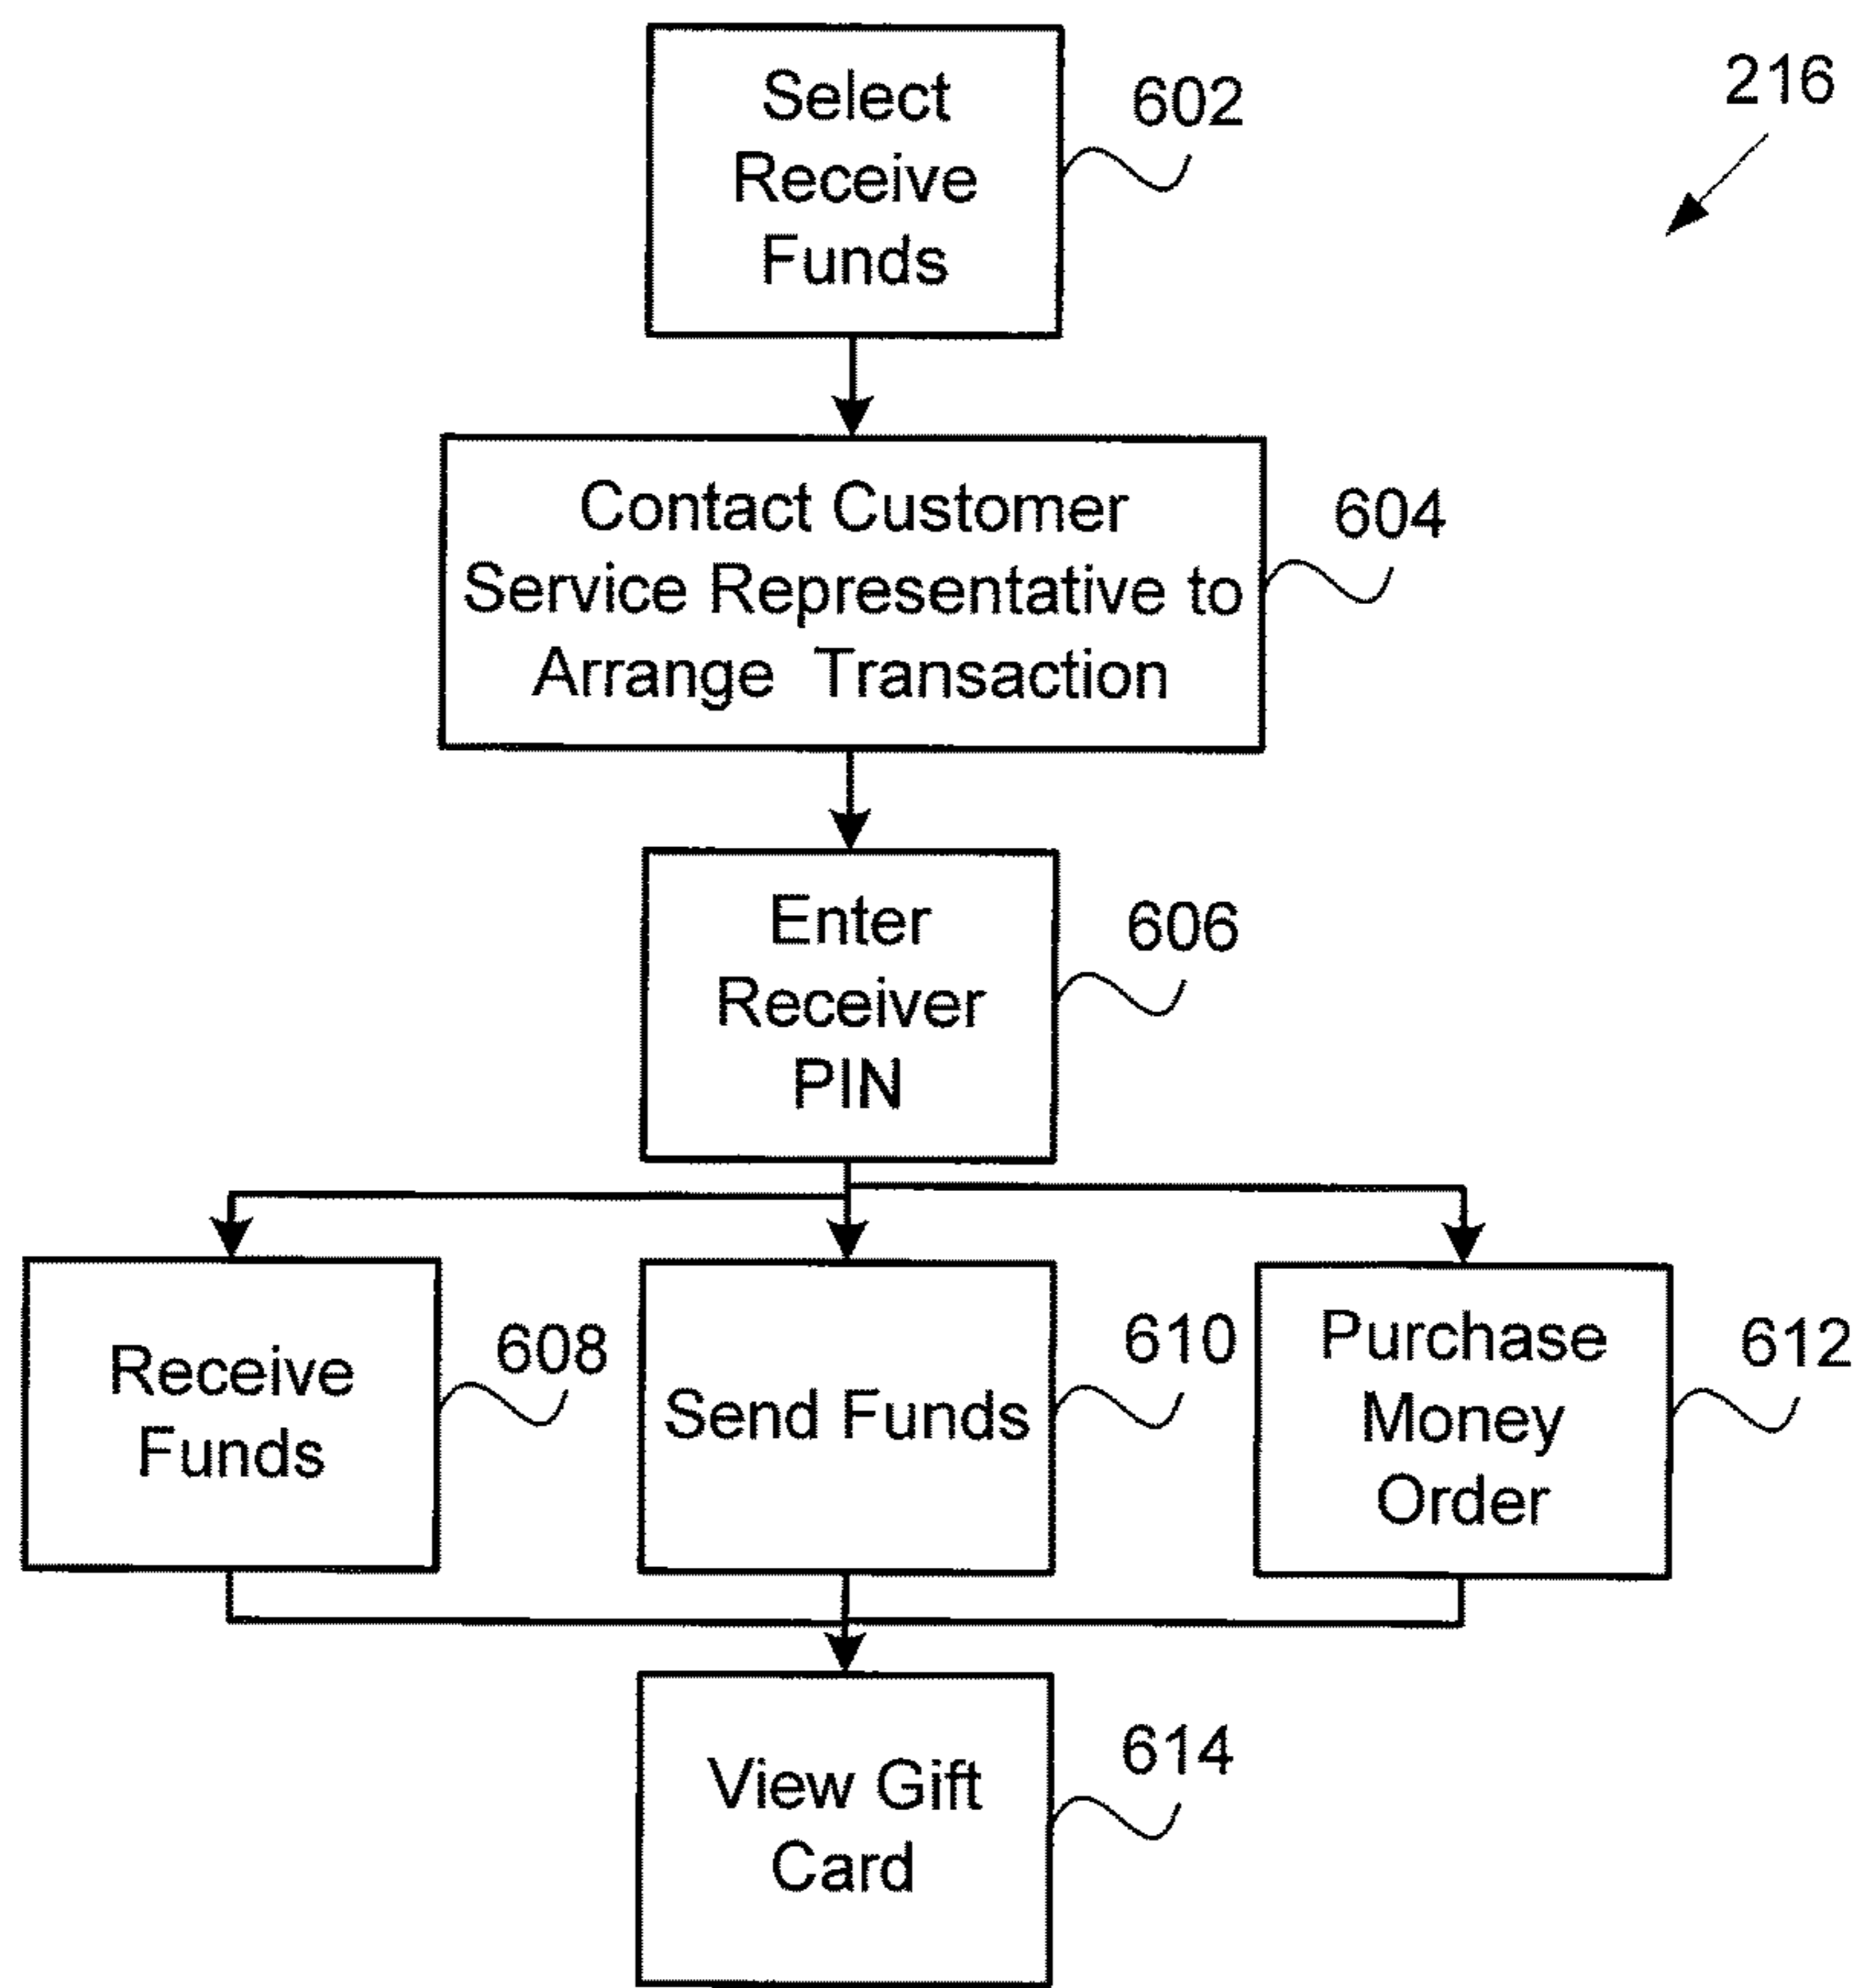 Select
Receive
Funds
602
216
Contact Customer
Service Representative to
Arrange Transaction
604
Enter
Receiver
PIN
606
Receive
Funds
608
Send Funds
610
Purchase
Money
Order
612
View Gift
Card
614